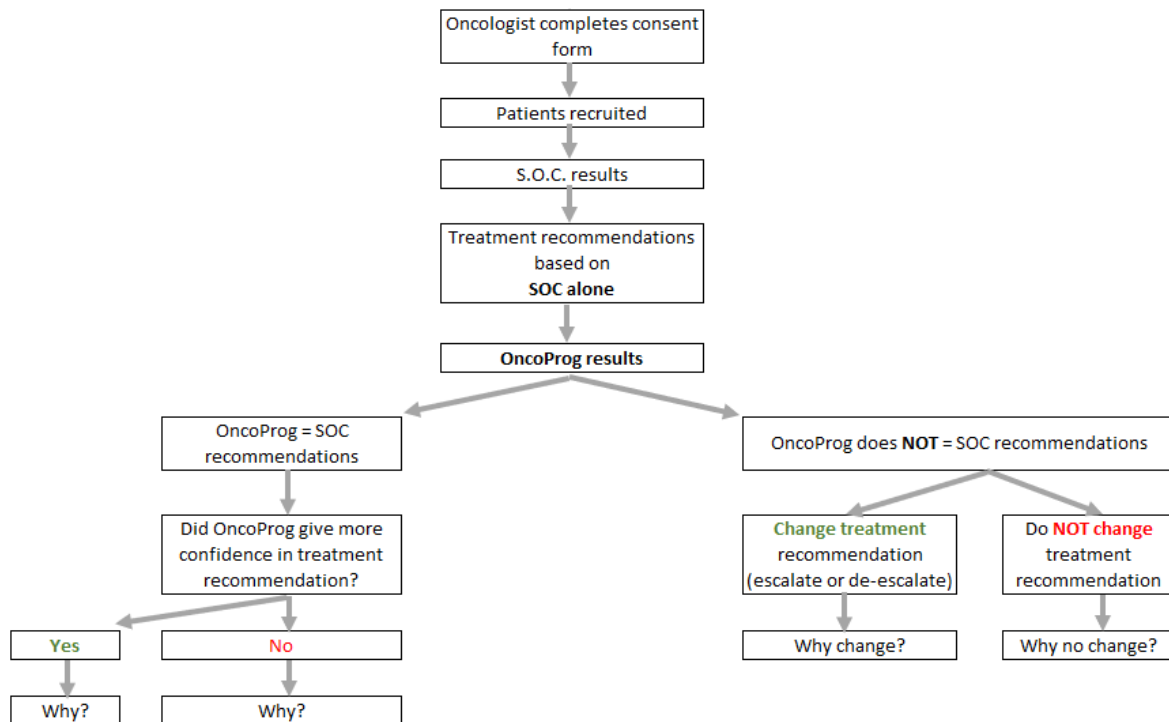 Oncologist completes consent
form
Patients recruited
S.O.C. results
Treatment recommendations
based on
SOC alone
OncoProg results
OncoProg = SOC
recommendations
OncoProg does NOT = SOC recommendations
Did OncoProg give more
confidence in treatment
recommendation?
Change treatment
recommendation
(escalate or de-escalate)
Do NOT change
treatment
recommendation
Yes
No
Why change?
Why no change?
Why?
Why?